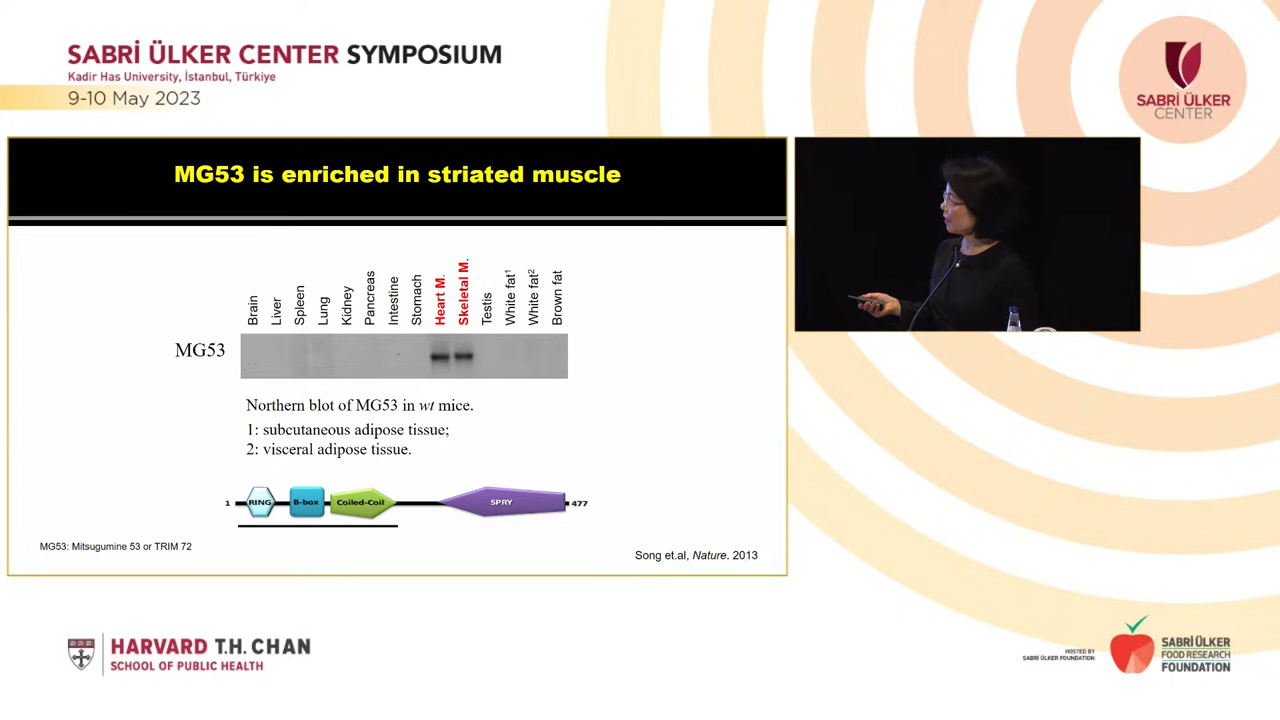 SABRİ ÜLKER CENTER SYMPOSIUM
Kadir Has University, İstanbul, Türkiye
9-10 May 2023
SABRİ ÜLKER
CENTER
MG53 is enriched in striated muscle
Brain
Liver
Spleen
Lung
Kidney
Pancreas
Intestine
Stomach
Heart M.
Skeletal M.
Testis
White fat¹
White fat²
Brown fat
MG53
Northern blot of MG53 in wt mice.
1: subcutaneous adipose tissue;
2: visceral adipose tissue.
1 RING B-box Coiled-Coil SPRY 477
MG53: Mitsugumine 53 or TRIM 72
Song et.al, Nature. 2013
HARVARD T.H. CHAN
SCHOOL OF PUBLIC HEALTH
HOSTED BY
SABRİ ÜLKER FOUNDATION
SABRİ ÜLKER
FOOD RESEARCH
FOUNDATION